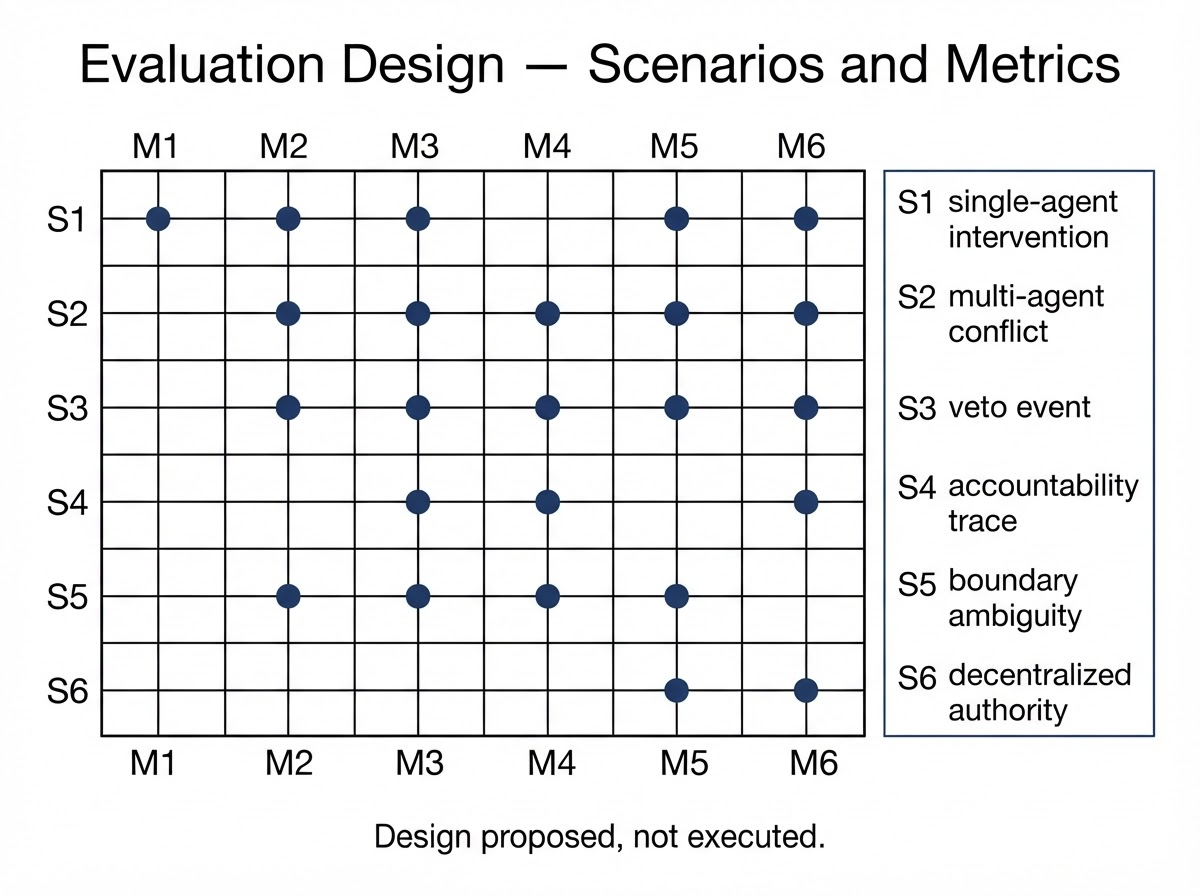 Evaluation Design — Scenarios and Metrics
M1 M2 M3 M4 M5 M6
S1
S2
S3
S4
S5
S6
M1 M2 M3 M4 M5 M6
S1 single-agent
intervention
S2 multi-agent
conflict
S3 veto event
S4 accountability
trace
S5 boundary
ambiguity
S6 decentralized
authority
Design proposed, not executed.